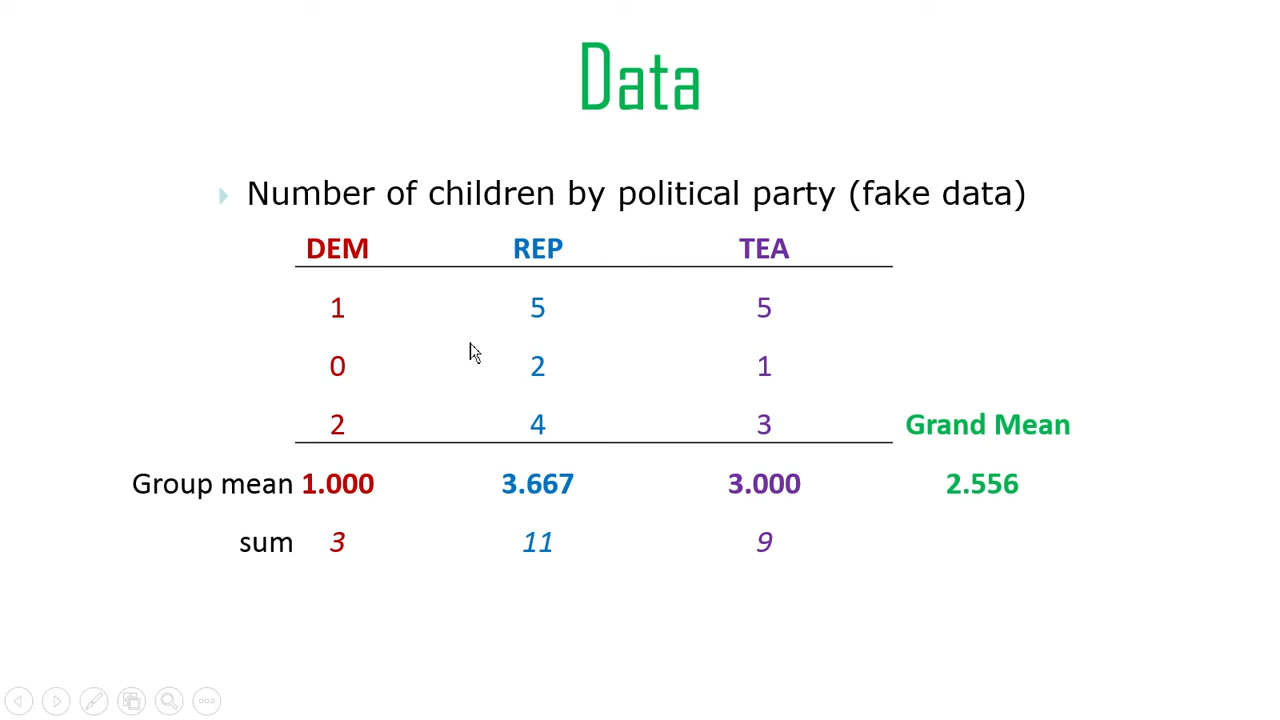 Data
Number of children by political party (fake data)
DEM REP TEA
1 5 5
0 2 1
2 4 3 Grand Mean
Group mean 1.000 3.667 3.000 2.556
sum 3 11 9